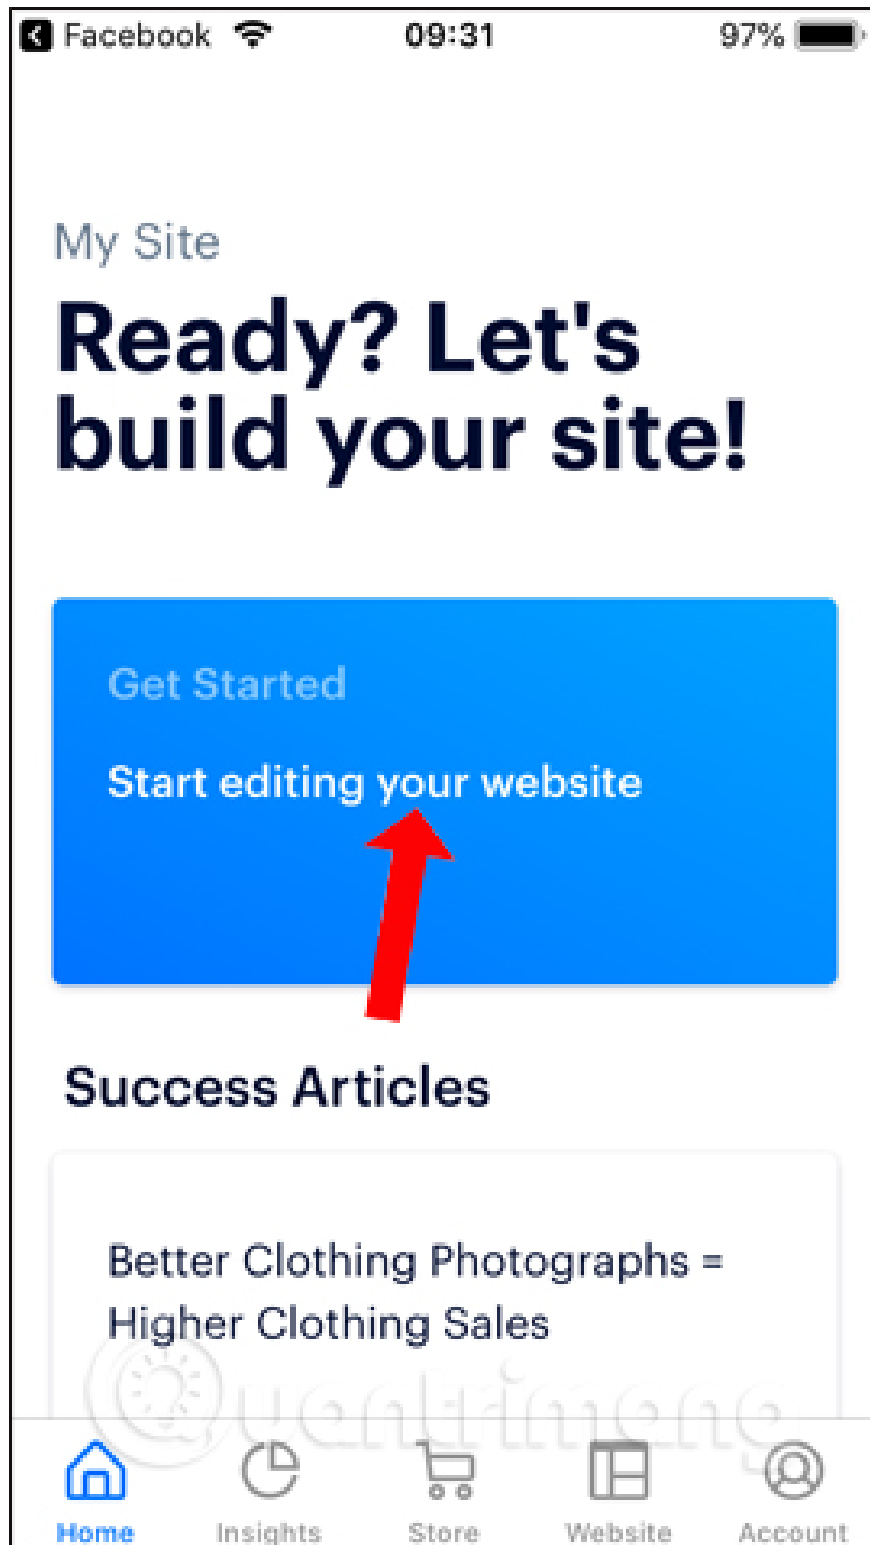 Facebook 09:31 97%
My Site
Ready? Let's
build your site!
Get Started
Start editing your website
Success Articles
Better Clothing Photographs =
Higher Clothing Sales
Quantrimang
Home Insights Store Website Account